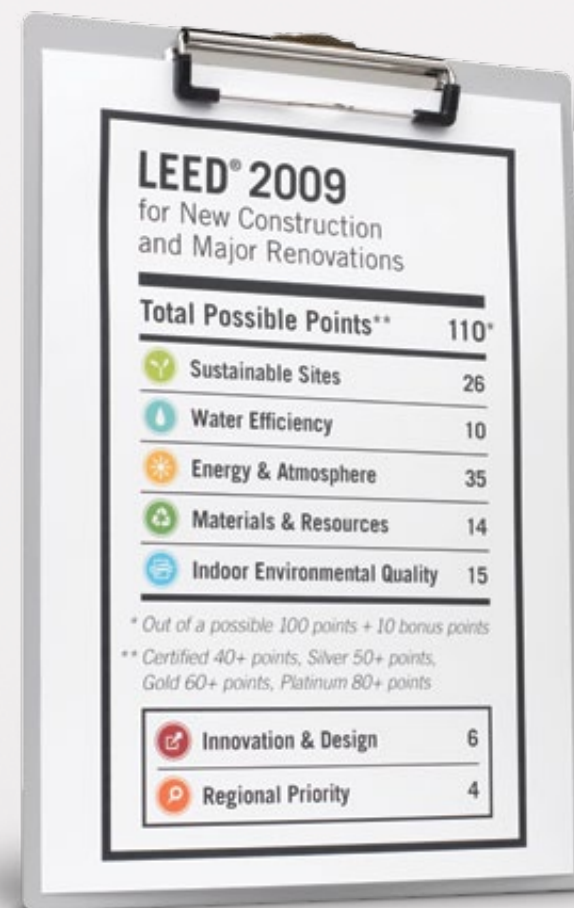 LEED® 2009
for New Construction
and Major Renovations
Total Possible Points** 110*
Sustainable Sites 26
Water Efficiency 10
Energy & Atmosphere 35
Materials & Resources 14
Indoor Environmental Quality 15
* Out of a possible 100 points + 10 bonus points
** Certified 40+ points, Silver 50+ points,
Gold 60+ points, Platinum 80+ points
Innovation & Design 6
Regional Priority 4